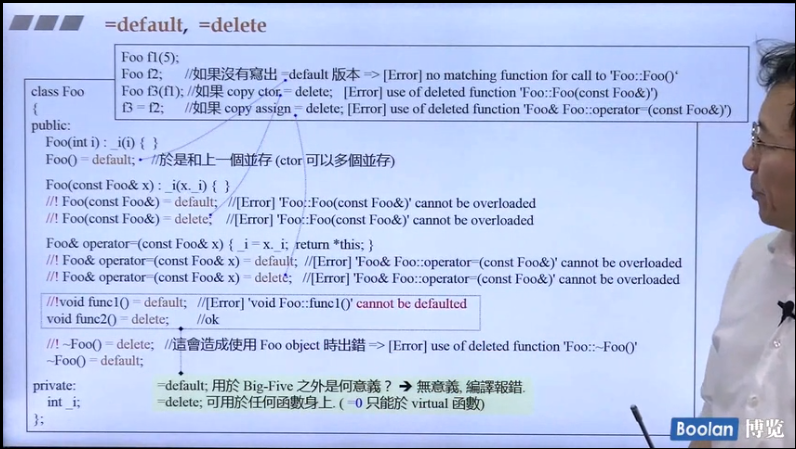 =default, =delete
Foo f1(5);
Foo f2; //如果沒有寫出 =default 版本 => [Error] no matching function for call to 'Foo::Foo()'
Foo f3(f1); //如果 copy ctor = delete; [Error] use of deleted function 'Foo::Foo(const Foo&)')
f3 = f2; //如果 copy assign = delete; [Error] use of deleted function 'Foo& Foo::operator=(const Foo&)')
class Foo
{
public:
Foo(int i) : _i(i) { }
Foo() = default; //於是和上一個並存 (ctor 可以多個並存)
Foo(const Foo& x) : _i(x._i) { }
//! Foo(const Foo&) = default; //[Error] 'Foo::Foo(const Foo&)' cannot be overloaded
//! Foo(const Foo&) = delete; //[Error] 'Foo::Foo(const Foo&)' cannot be overloaded
Foo& operator=(const Foo& x) { _i = x._i; return *this; }
//! Foo& operator=(const Foo& x) = default; //[Error] 'Foo& Foo::operator=(const Foo&)' cannot be overloaded
//! Foo& operator=(const Foo& x) = delete; //[Error] 'Foo& Foo::operator=(const Foo&)' cannot be overloaded
//!void func1() = default; //[Error] 'void Foo::func1()' cannot be defaulted
void func2() = delete; //ok
//! ~Foo() = delete; //這會造成使用 Foo object 時出錯 => [Error] use of deleted function 'Foo::~Foo()'
~Foo() = default;
private:
int _i;
};
=default; 用於 Big-Five 之外是何意義？ ➔ 無意義, 編譯報錯.
=delete; 可用於任何函數身上. ( =0 只能於 virtual 函數)
Boolan 博览